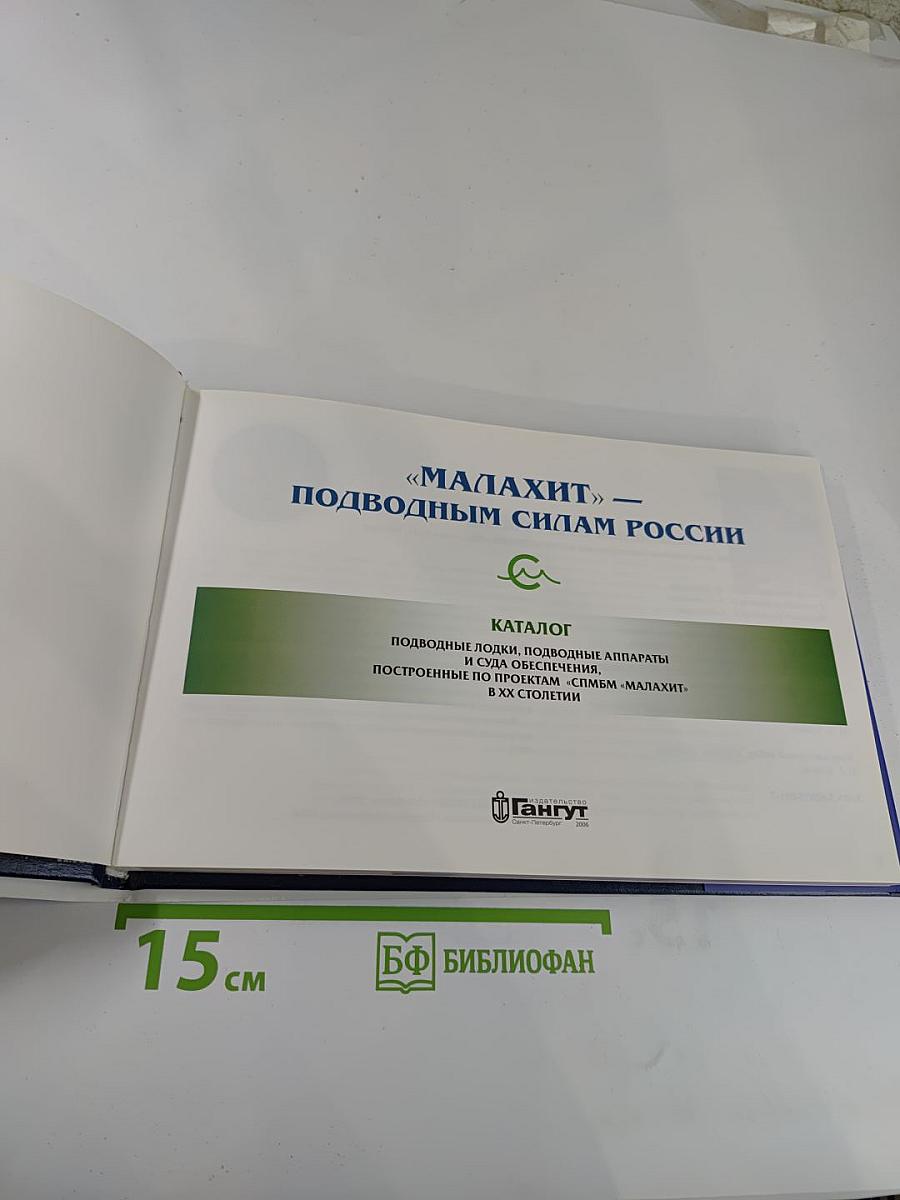 «МАЛАХИТ» —
ПОДВОДНЫМ СИЛАМ РОССИИ
КАТАЛОГ
ПОДВОДНЫЕ ЛОДКИ, ПОДВОДНЫЕ АППАРАТЫ
И СУДА ОБЕСПЕЧЕНИЯ,
ПОСТРОЕННЫЕ ПО ПРОЕКТАМ «СПМБМ «МАЛАХИТ»
В XX СТОЛЕТИИ
издательство
Гангут
Санкт-Петербург 2006
15 см
БФ БИБЛИОФАН